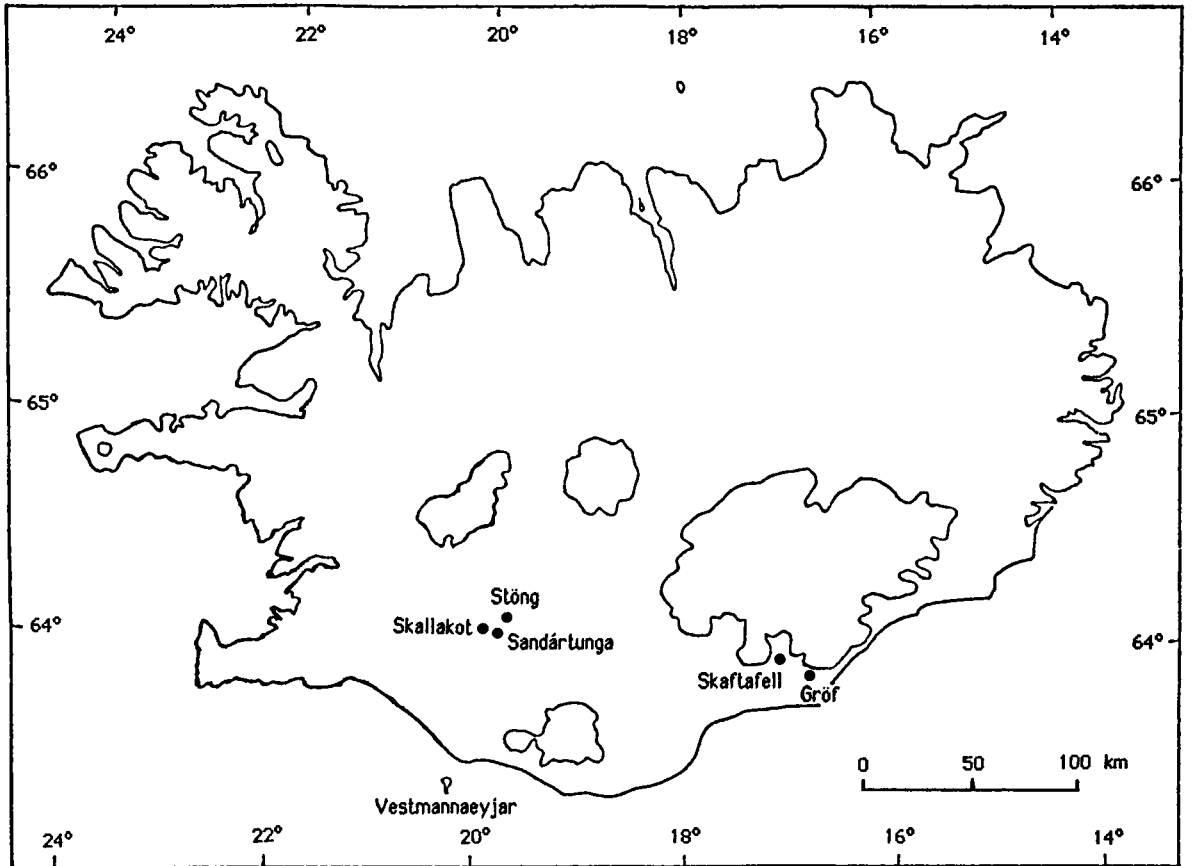 24° 22° 20° 18° 16° 14°
66° 66°
65° 65°
Stöng
64° Skallakot 64°
Sandártunga
Skaftafell
Gröf
0 50 100 km
Vestmannaeyjar
24° 22° 20° 18° 16° 14°